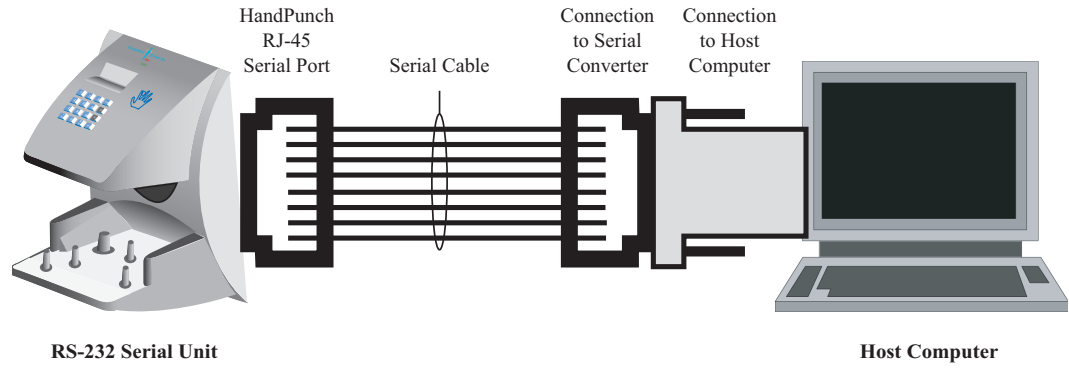 HandPunch
RJ-45
Serial Port
Serial Cable
Connection
to Serial
Converter
Connection
to Host
Computer
RS-232 Serial Unit
Host Computer